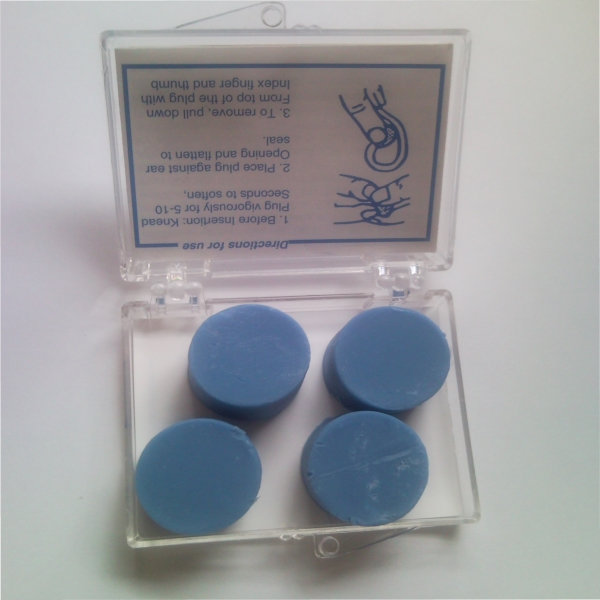 Directions for use
1. Before Insertion: Knead
Plug vigorously for 5-10
Seconds to soften,
2. Place plug against ear
Opening and flatten to
seal.
3. To remove, pull down
From top of the plug with
Index finger and thumb